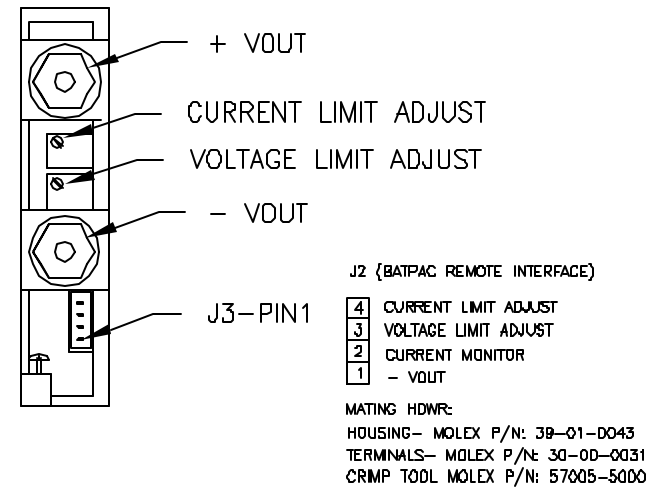 + VOUT
CURRENT LIMIT ADJUST
VOLTAGE LIMIT ADJUST
- VOUT
J3-PIN1
J2 (BATPAC REMOTE INTERFACE)
4 CURRENT LIMIT ADJUST
3 VOLTAGE LIMIT ADJUST
2 CURRENT MONITOR
1 - VOUT
MATING HDWR:
HOUSING- MOLEX P/N: 39-01-0043
TERMINALS- MOLEX P/N: 30-00-0031
CRIMP TOOL MOLEX P/N: 57005-5000